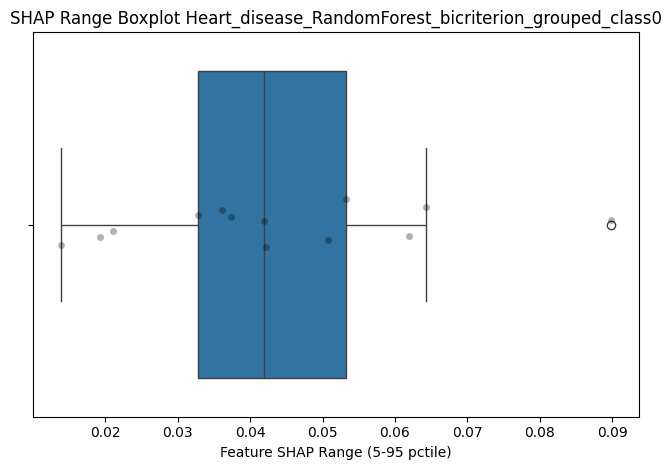 SHAP Range Boxplot Heart_disease_RandomForest_bicriterion_grouped_class0
0.02 0.03 0.04 0.05 0.06 0.07 0.08 0.09
Feature SHAP Range (5-95 pctile)